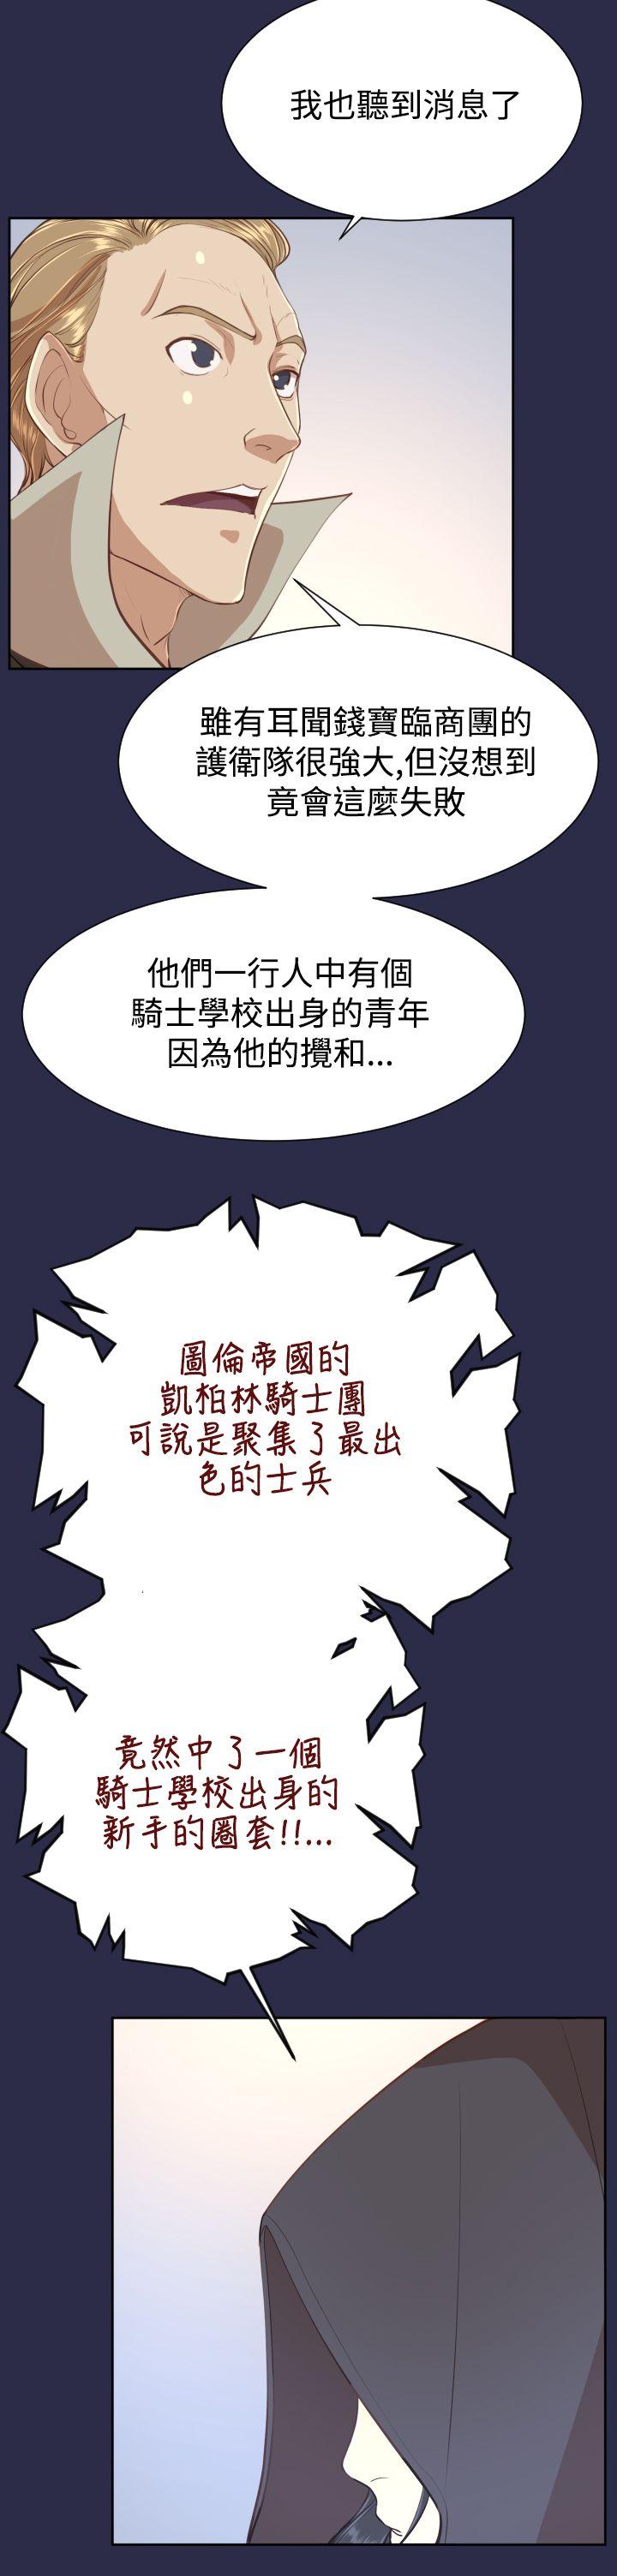 我也聽到消息了
雖有耳聞錢寶臨商團的
護衛隊很強大,但沒想到
竟會這麼失敗
他們一行人中有個
騎士學校出身的青年
因為他的攪和...
圖倫帝國的
凱柏林騎士團
可說是聚集了最出
色的士兵
竟然中了一個
騎士學校出身的
新手的圈套!!...